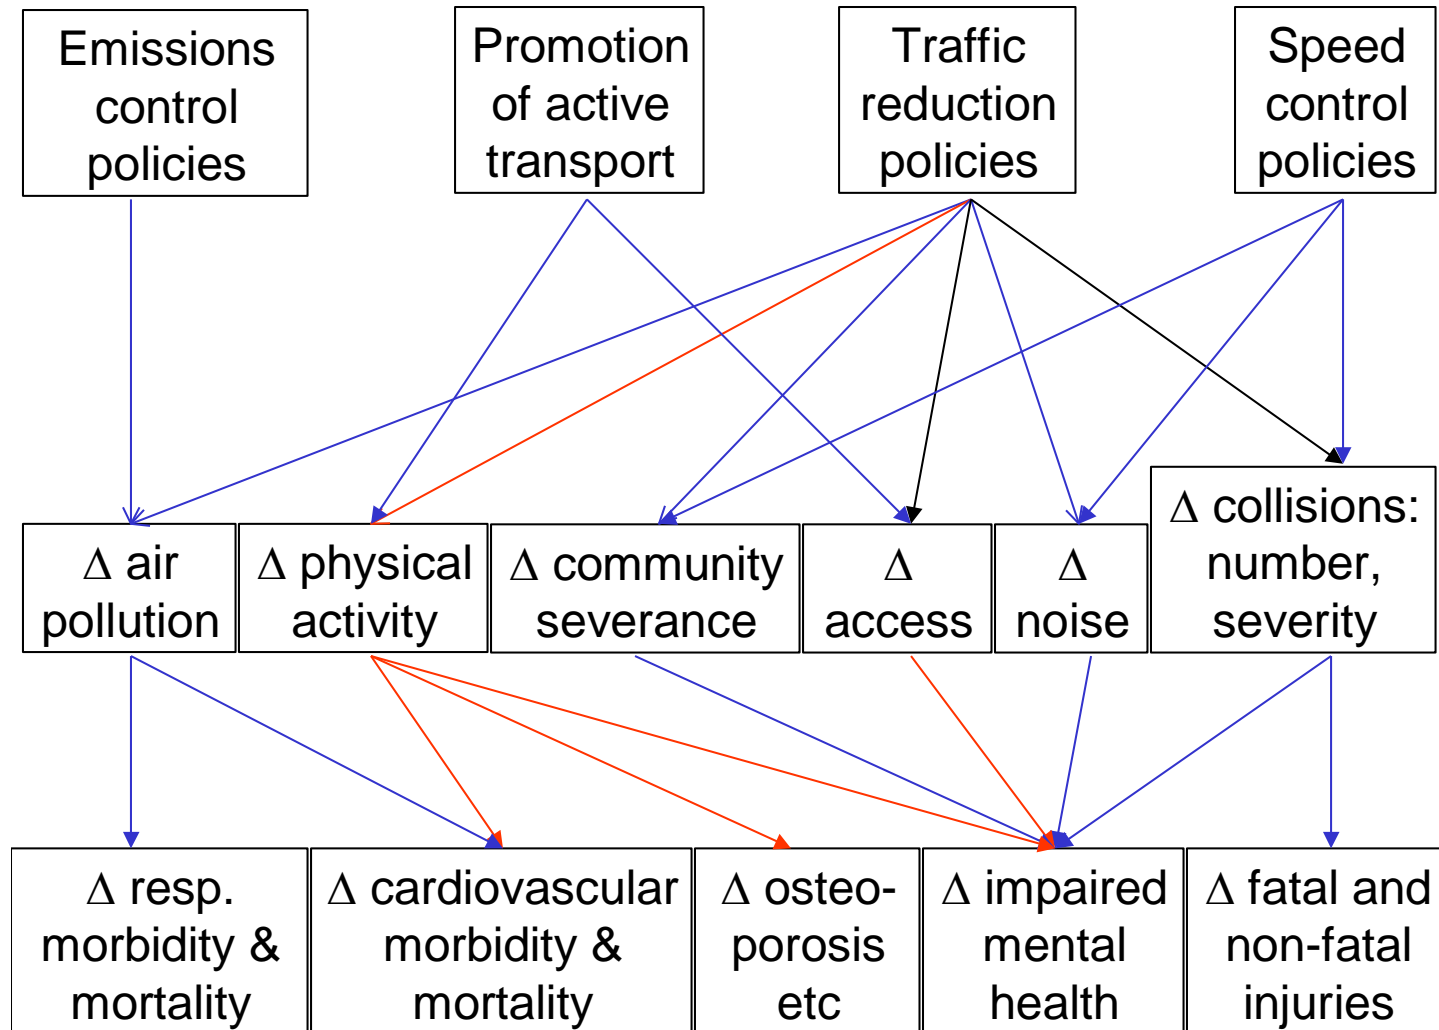 Emissions
control
policies
Promotion
of active
transport
Traffic
reduction
policies
Speed
control
policies
Δ air
pollution
Δ physical
activity
Δ community
severance
Δ
access
Δ
noise
Δ collisions:
number,
severity
Δ resp.
morbidity &
mortality
Δ cardiovascular
morbidity &
mortality
Δ osteo-
porosis
etc
Δ impaired
mental
health
Δ fatal and
non-fatal
injuries